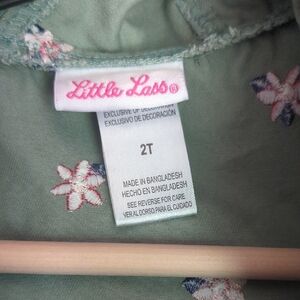 Little Lass®
EXCLUSIVE OF DECORATION
EXCLUSIVO DE DECORACIÓN
2T
MADE IN BANGLADESH
HECHO EN BANGLADESH
SEE REVERSE FOR CARE
VER AL DORSO PARA EL CUIDADO